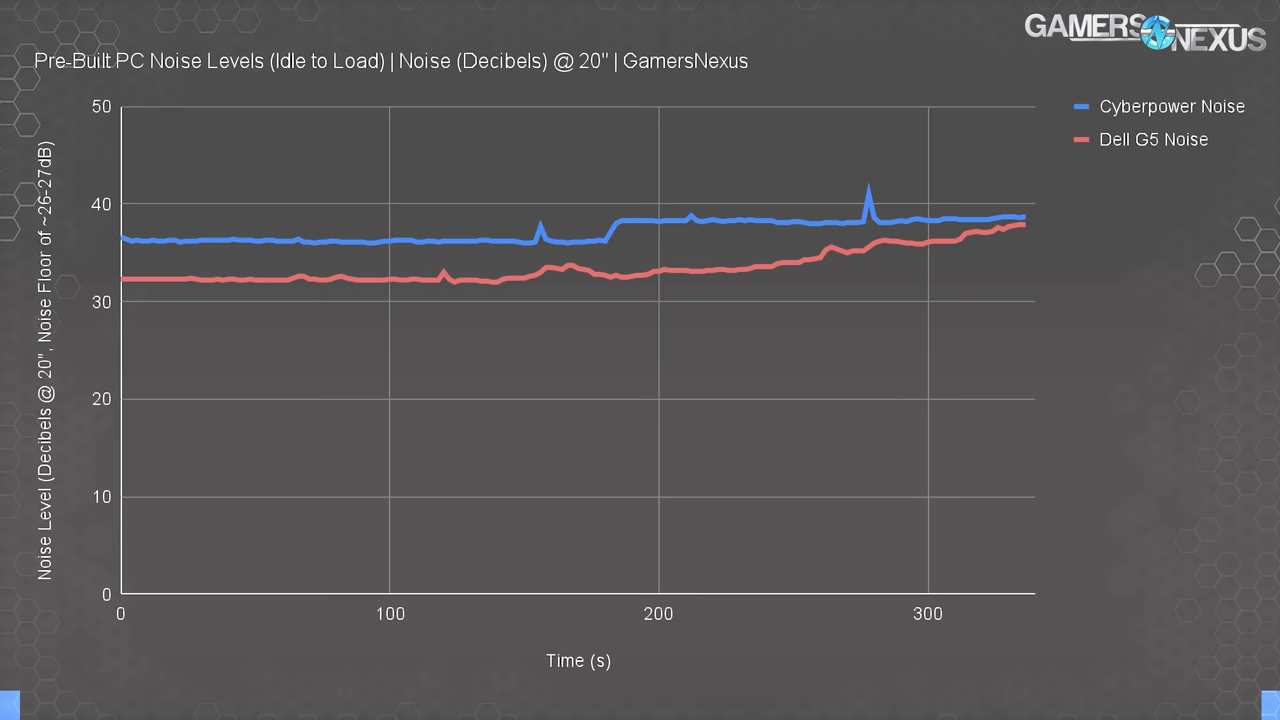 GAMERS
NEXUS
Pre-Built PC Noise Levels (Idle to Load) | Noise (Decibels) @ 20" | GamersNexus
Cyberpower Noise
Dell G5 Noise
Noise Level (Decibels @ 20", Noise Floor of ~26-27dB)
50
40
30
20
10
0
0 100 200 300
Time (s)